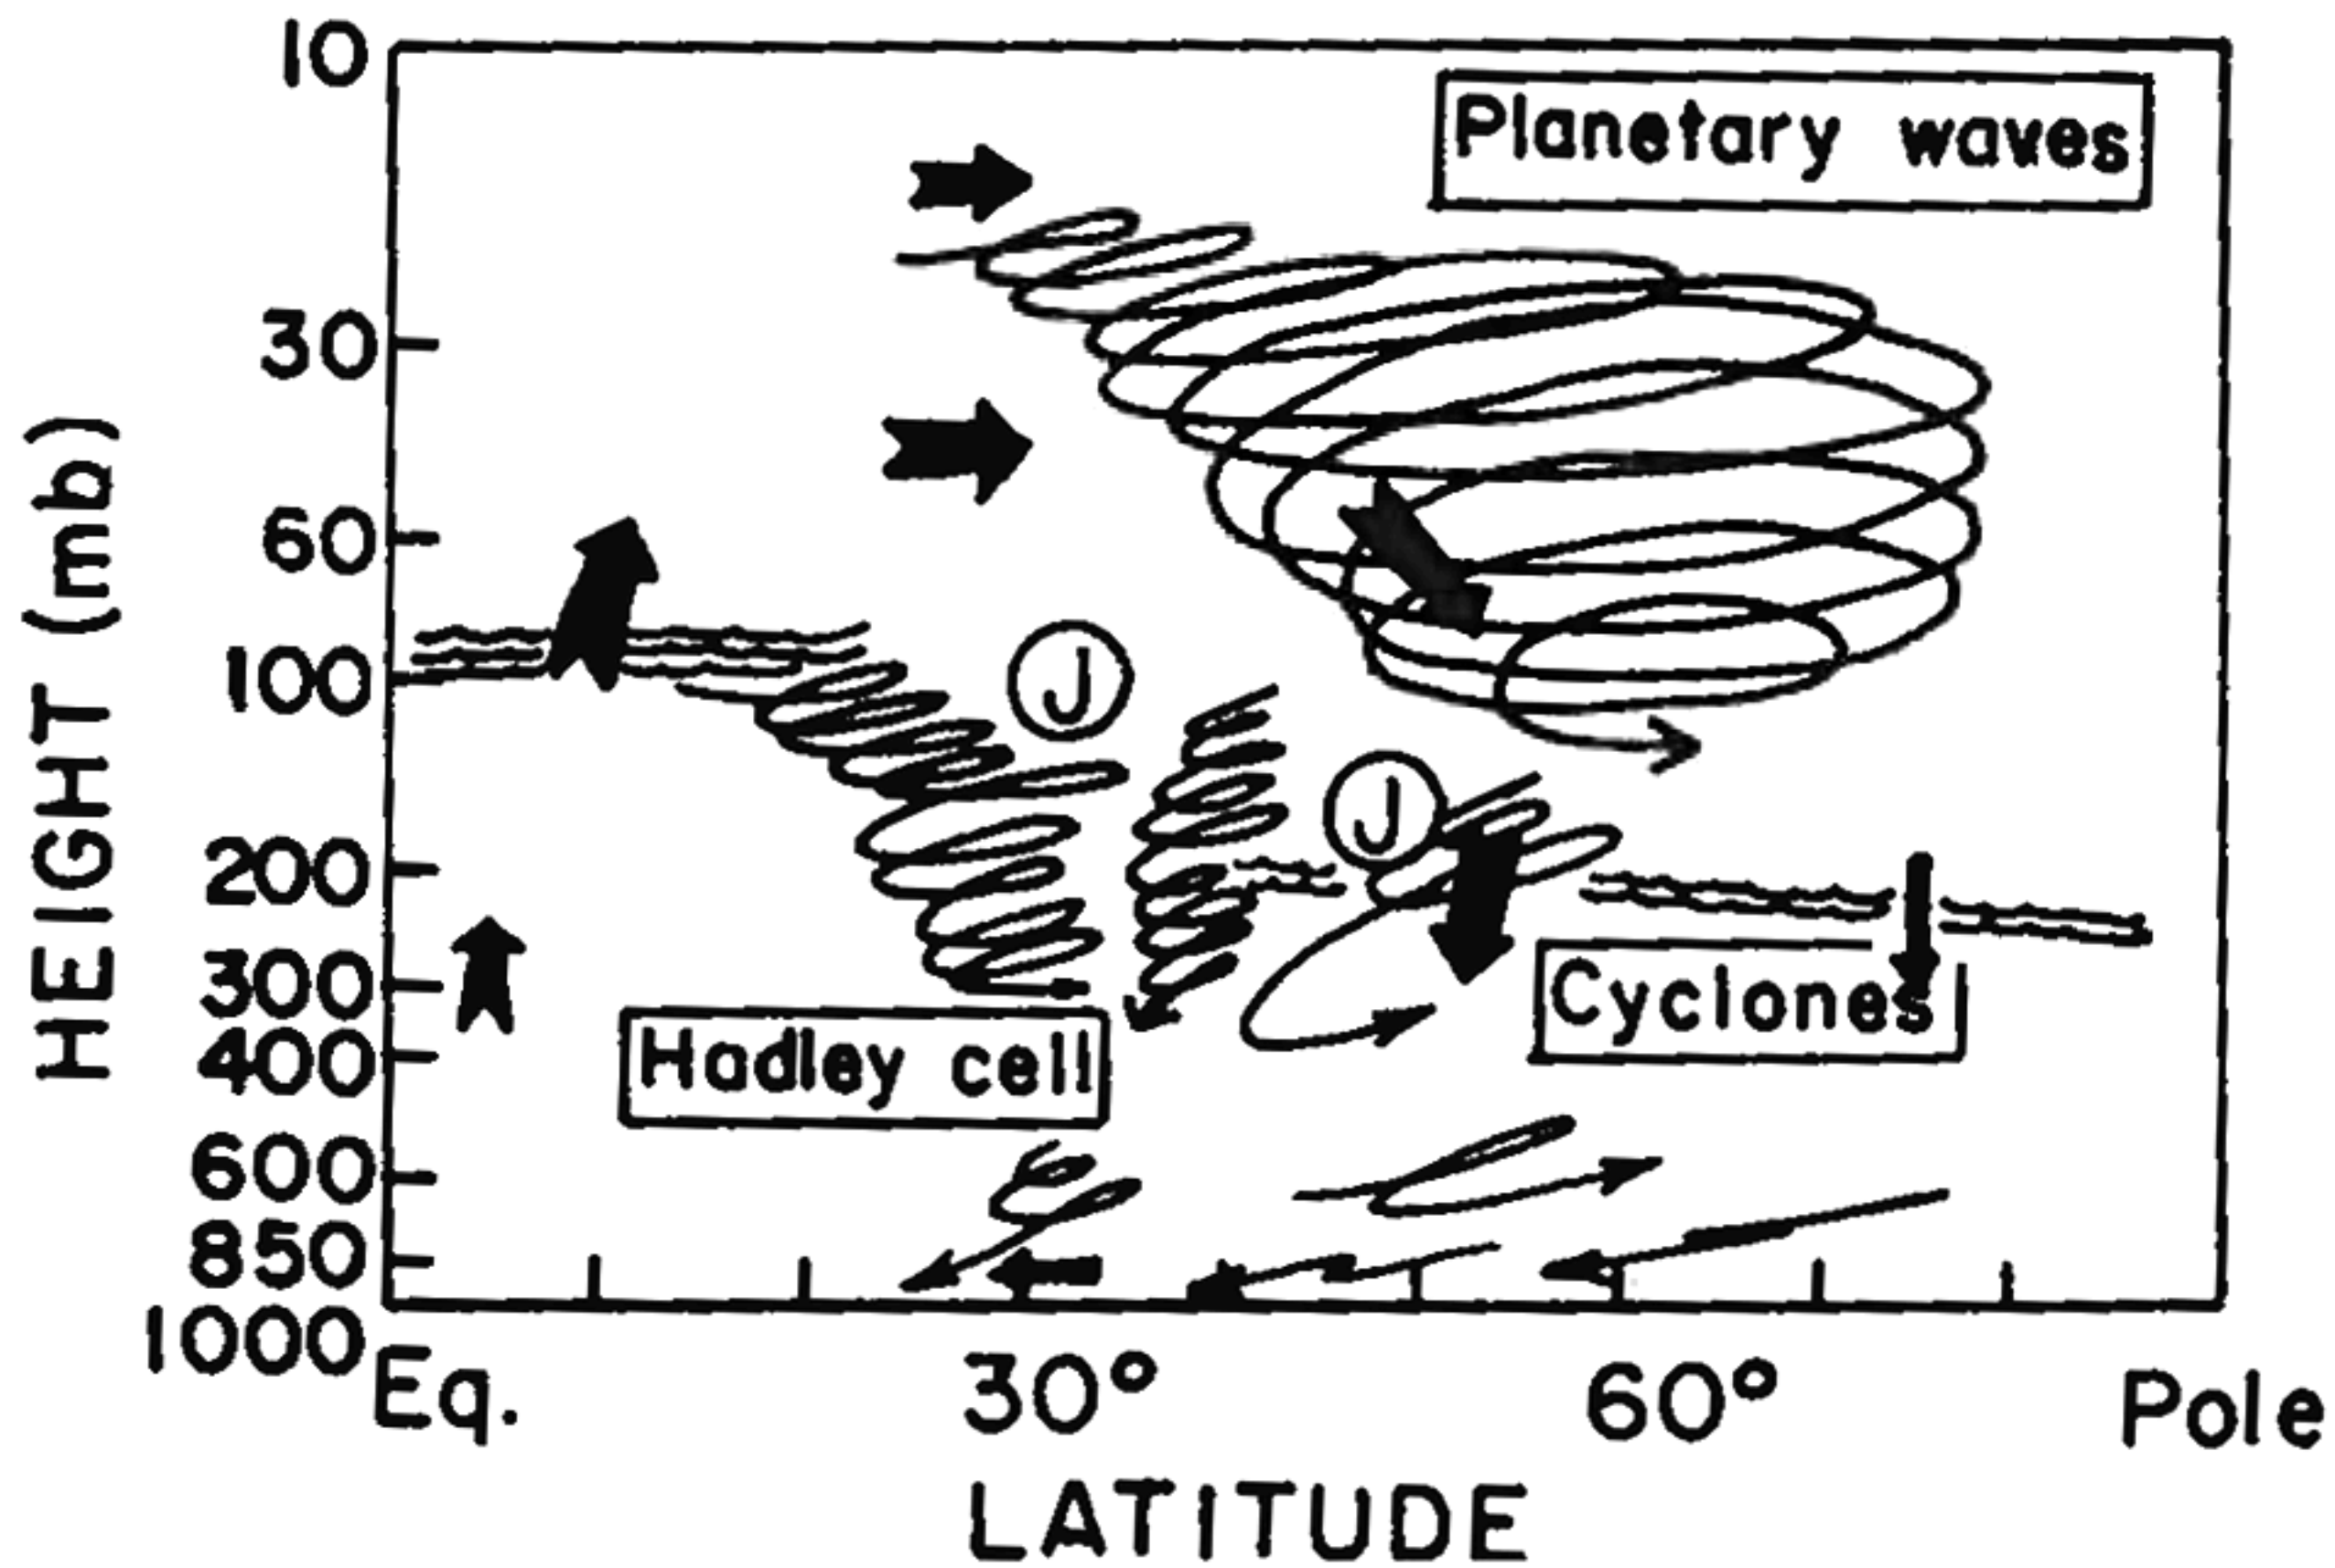 10
Planetary waves
30
60
100
J
J
200
300
400
Hadley cell
Cyclones
600
850
1000
HEIGHT (mb)
Eq.
30°
60°
Pole
LATITUDE